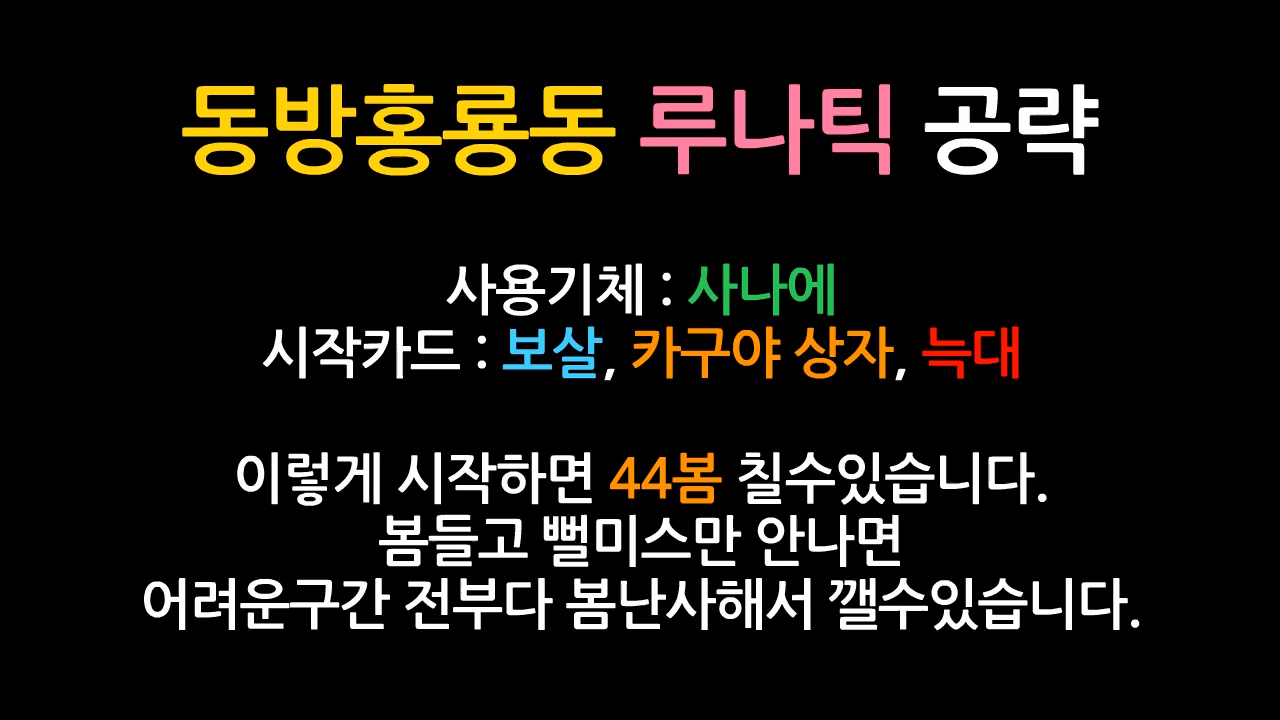 동방홍룡동 루나틱 공략
사용기체 : 사나에
시작카드 : 보살, 카구야 상자, 늑대
이렇게 시작하면 44봄 칠수있습니다.
봄들고 뻘미스만 안나면
어려운구간 전부다 봄난사해서 깰수있습니다.